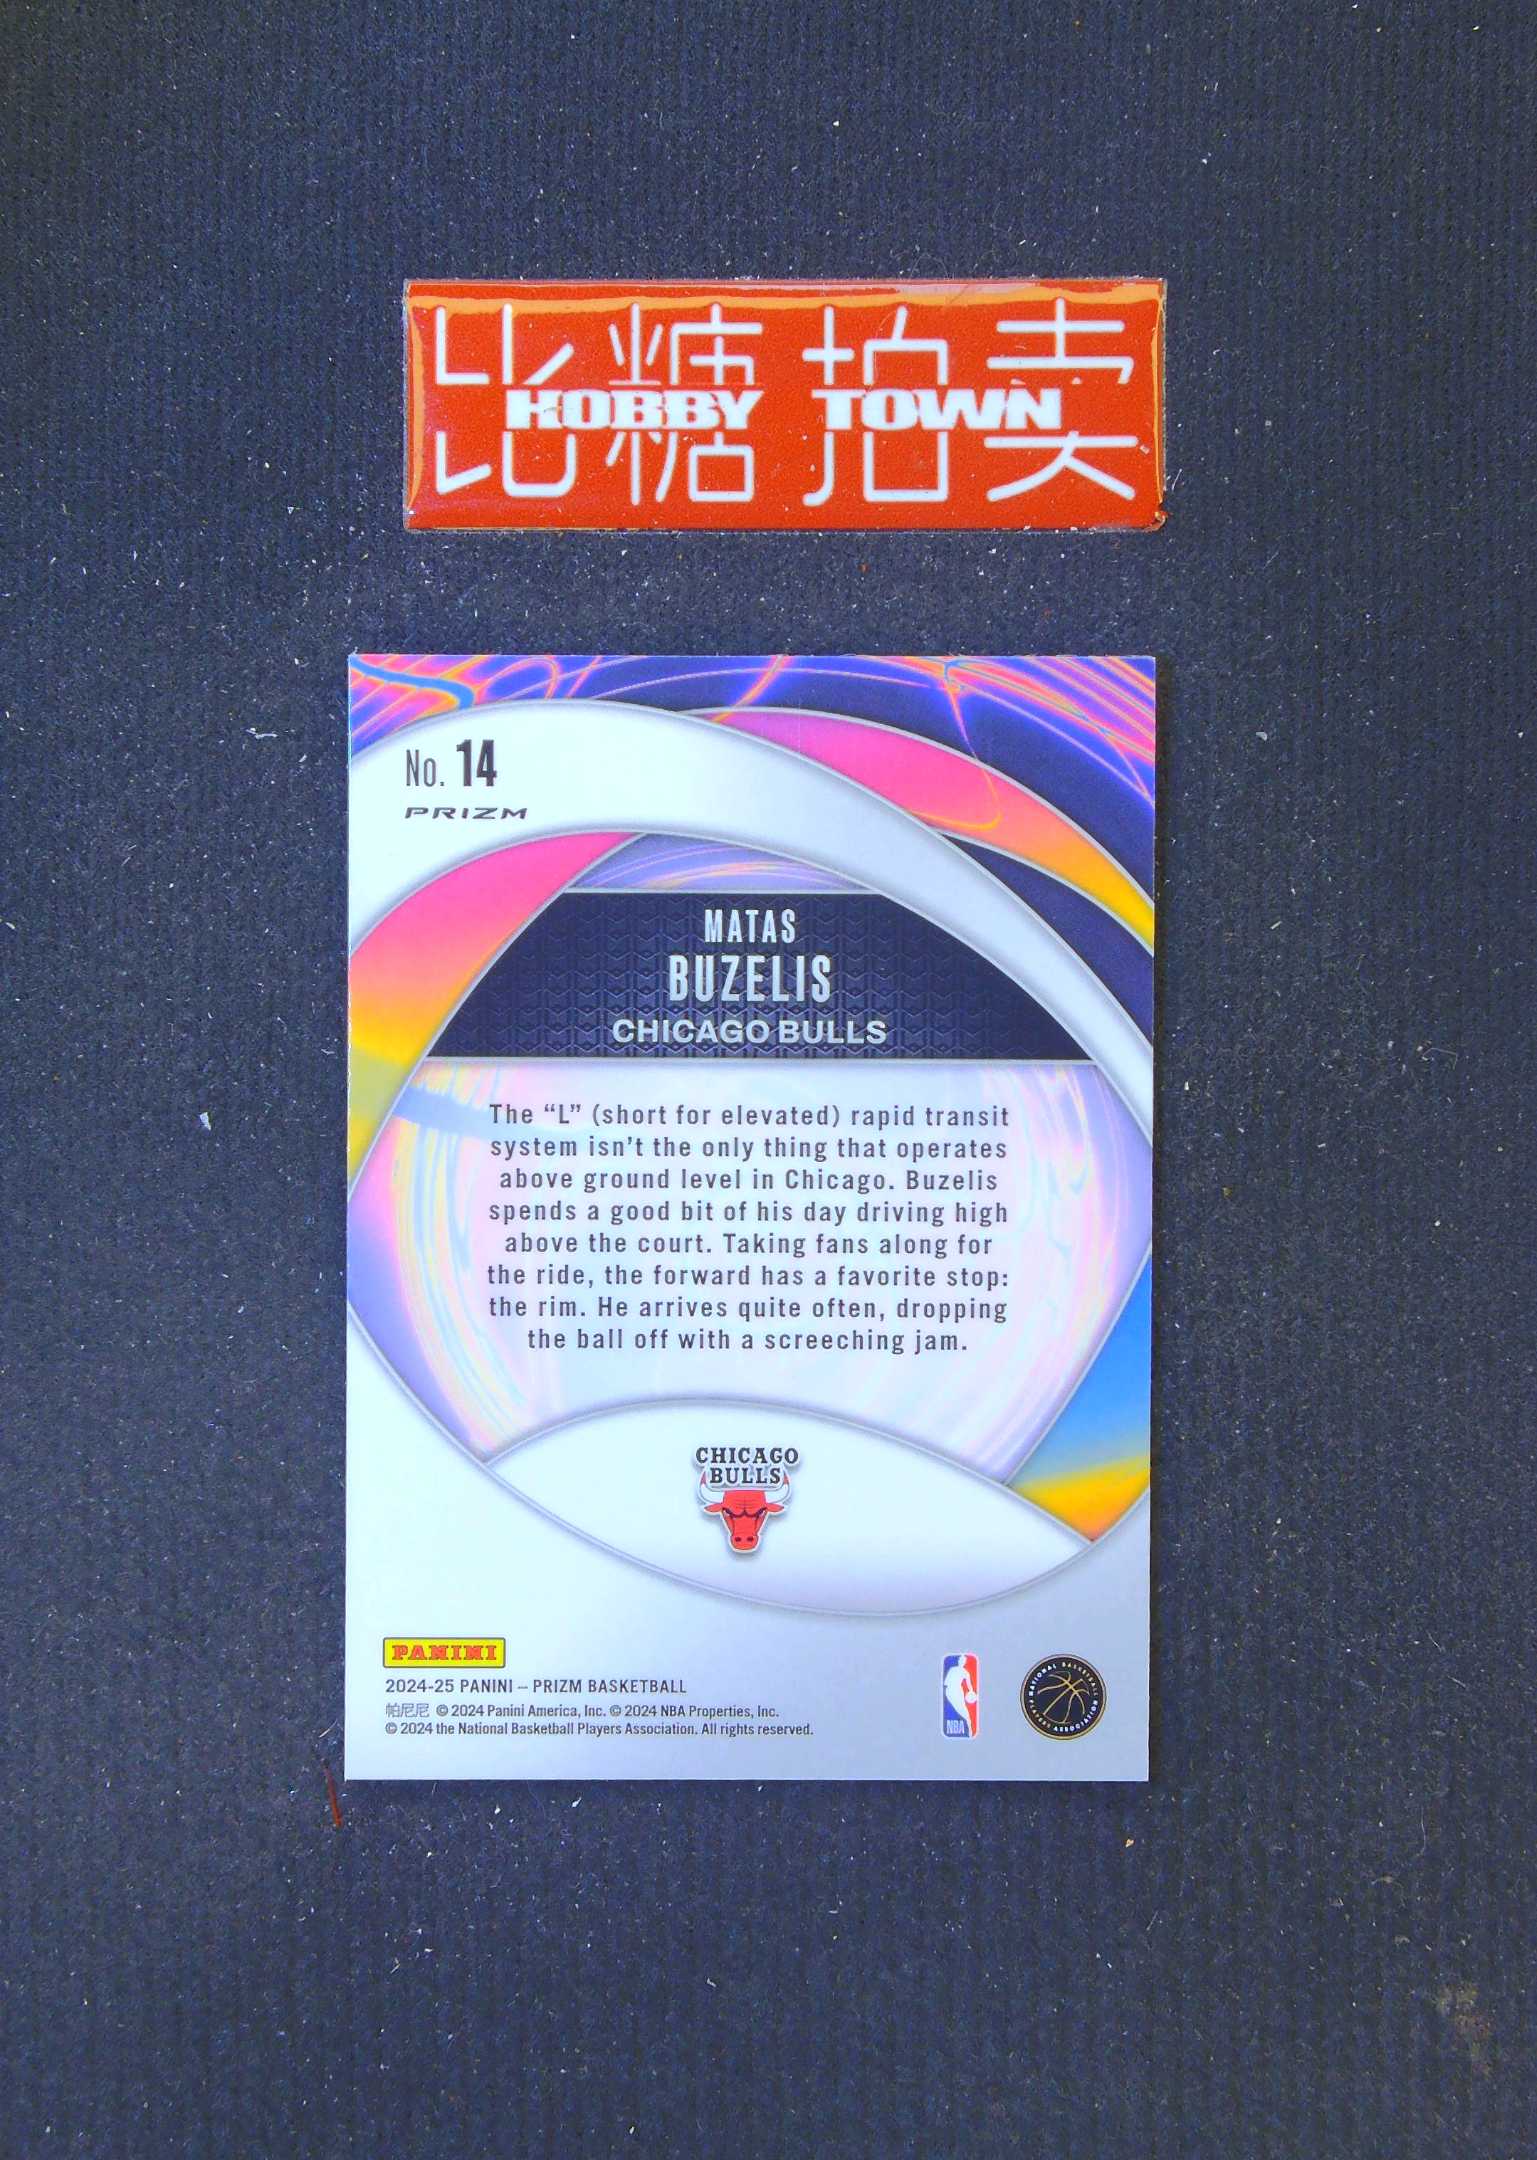 比糖拍卖
HOBBY TOWN
No. 14
PRIZM
MATAS
BUZELIS
CHICAGO BULLS
The “L” (short for elevated) rapid transit
system isn’t the only thing that operates
above ground level in Chicago. Buzelis
spends a good bit of his day driving high
above the court. Taking fans along for
the ride, the forward has a favorite stop:
the rim. He arrives quite often, dropping
the ball off with a screeching jam.
CHICAGO
BULLS
PANINI
2024-25 PANINI – PRIZM BASKETBALL
帕尼尼 © 2024 Panini America, Inc. © 2024 NBA Properties, Inc.
© 2024 the National Basketball Players Association. All rights reserved.
NBA
NATIONAL BASKETBALL
PLAYERS ASSOCIATION